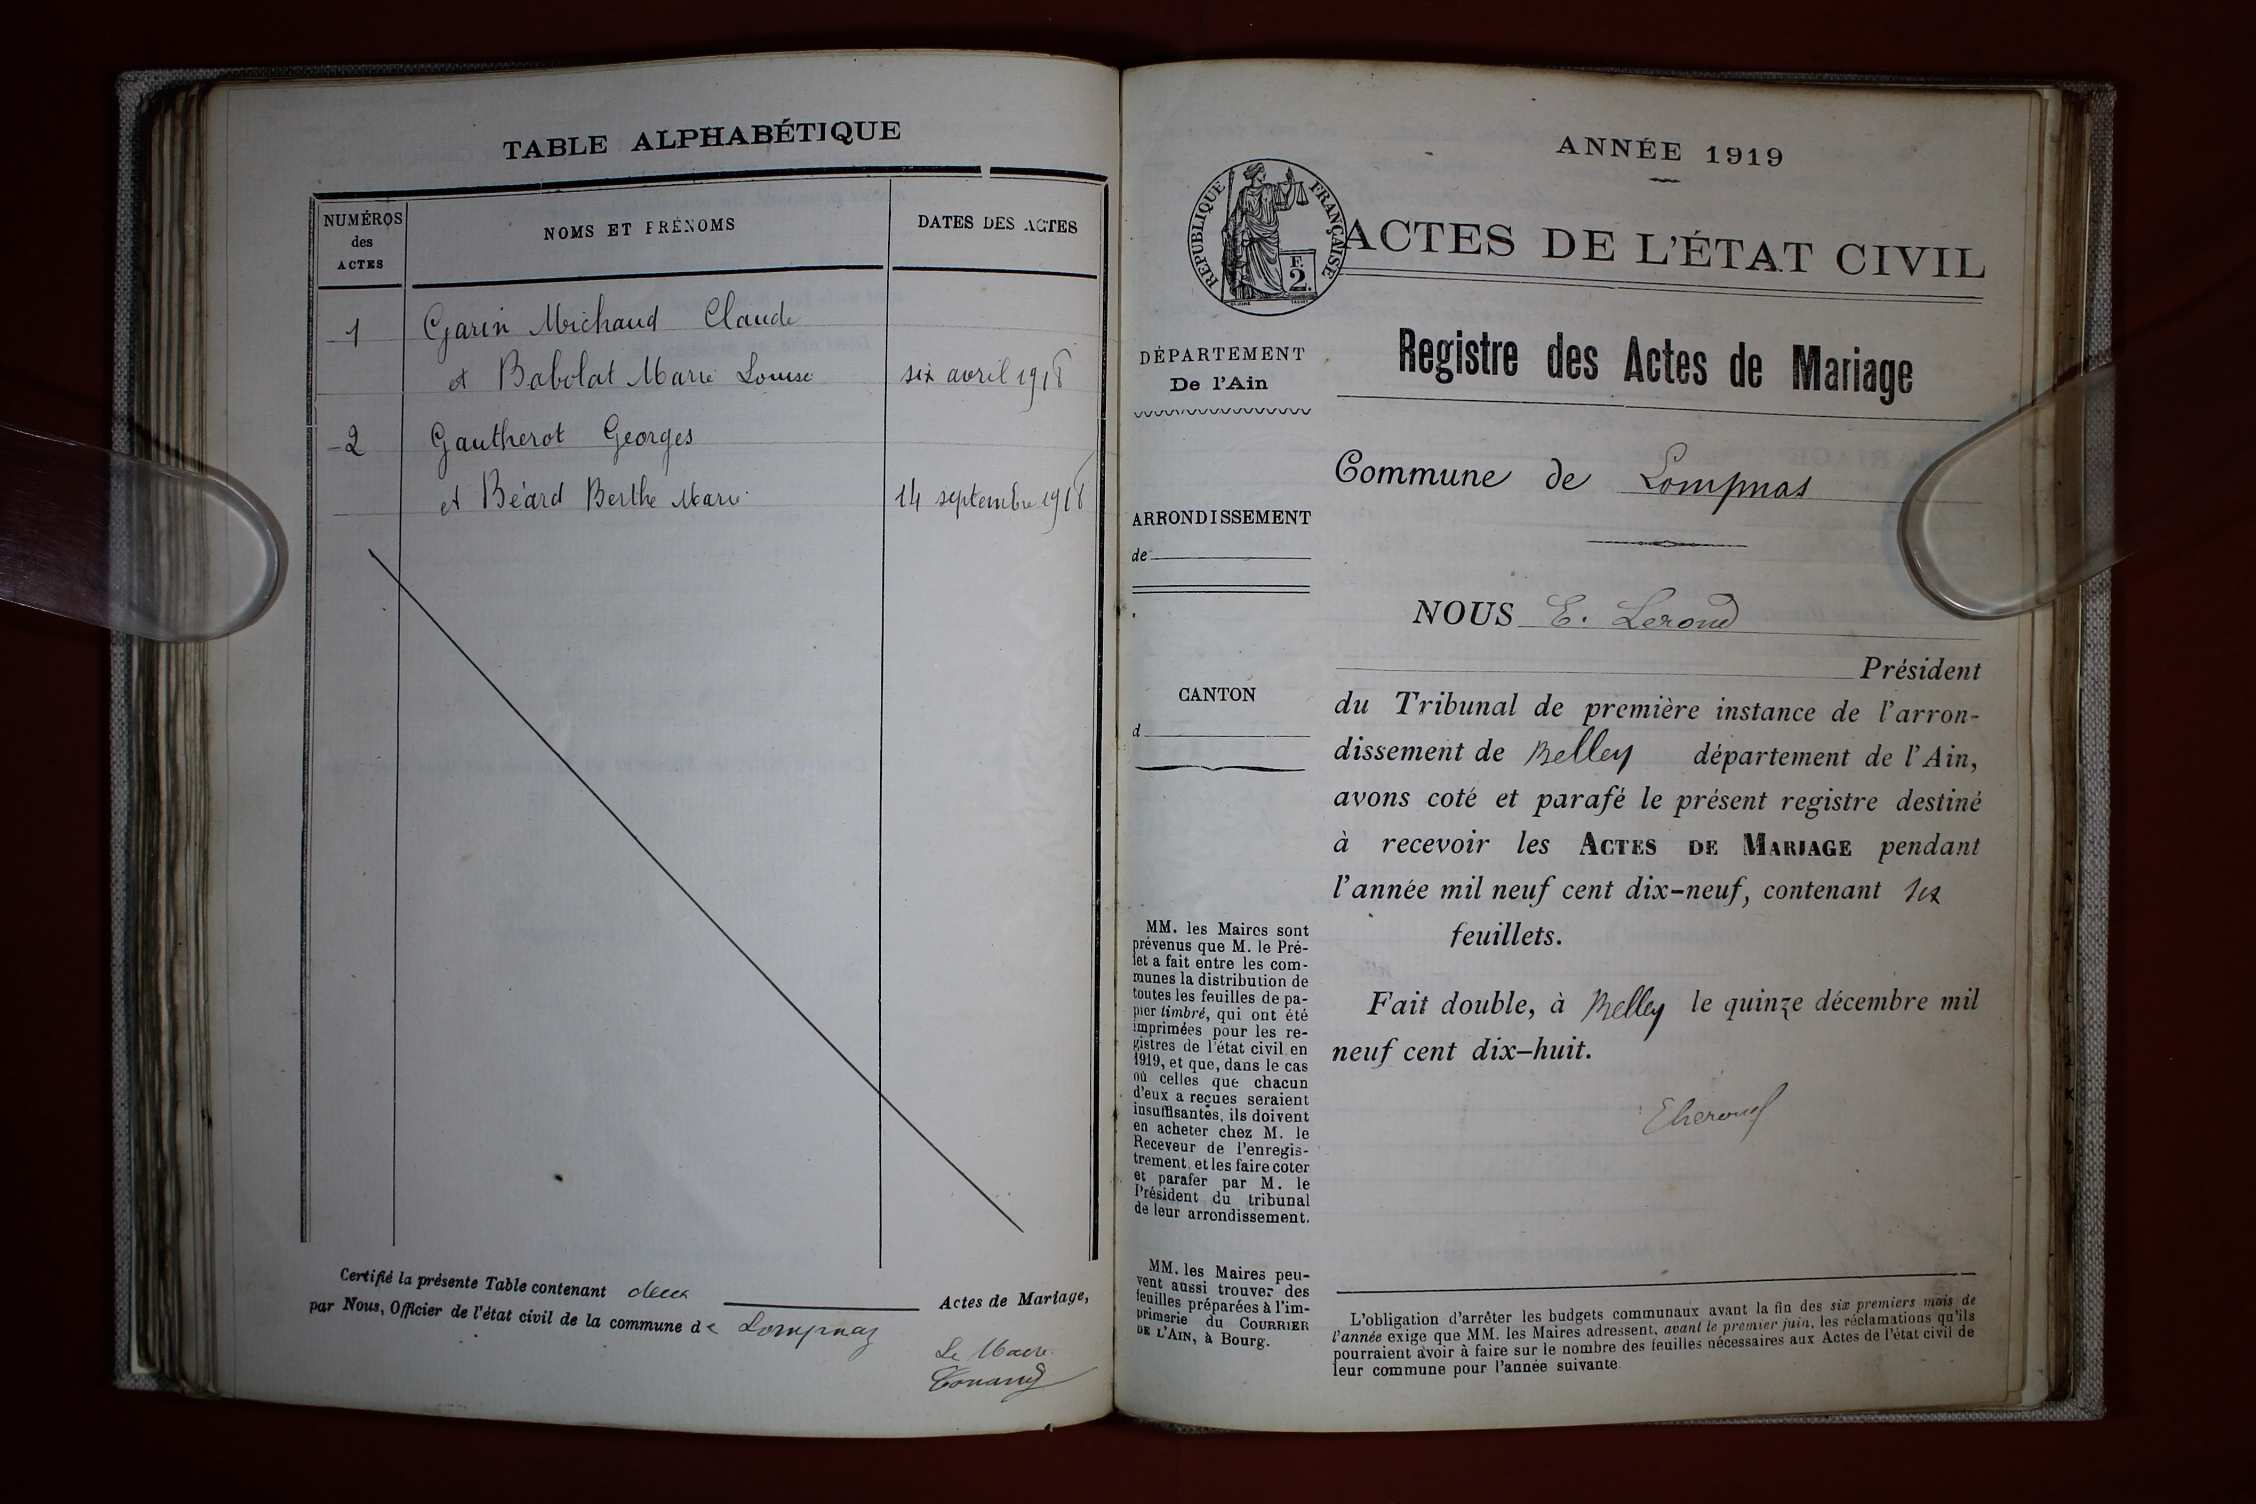 TABLE ALPHABÉTIQUE
NUMÉROS
des
ACTES
NOMS ET PRÉNOMS
DATES DES ACTES
1
Garin Michaud Claude
et Babolat Marie Louise
six avril 1918
2
Gautherot Georges
et Béard Berthe Marie
14 septembre 1918
Certifié la présente Table contenant deux Actes de Mariage,
par Nous, Officier de l'état civil de la commune de Lompnas
Le Maire
ANNÉE 1919
RÉPUBLIQUE FRANÇAISE
F.
2.
ACTES DE L'ÉTAT CIVIL
Registre des Actes de Mariage
DÉPARTEMENT
De l'Ain
ARRONDISSEMENT
de
CANTON
d
MM. les Maires sont
prévenus que M. le Pré-
fet a fait entre les com-
munes la distribution de
toutes les feuilles de pa-
pier timbré, qui ont été
imprimées pour les re-
gistres de l'état civil en
1919, et que, dans le cas
où celles que chacun
d'eux a reçues seraient
insuffisantes, ils doivent
en acheter chez M. le
Receveur de l'enregis-
trement, et les faire coter
et parafer par M. le
Président du tribunal
de leur arrondissement.
MM. les Maires peu-
vent aussi trouver des
feuilles préparées à l'im-
primerie du COURRIER
DE L'AIN, à Bourg.
Commune de Lompnas
NOUS E. Lerond
Président
du Tribunal de première instance de l'arron-
dissement de Belley département de l'Ain,
avons coté et parafé le présent registre destiné
à recevoir les ACTES DE MARIAGE pendant
l'année mil neuf cent dix-neuf, contenant six
feuillets.
Fait double, à Belley le quinze décembre mil
neuf cent dix-huit.
L'obligation d'arrêter les budgets communaux avant la fin des six premiers mois de
l'année exige que MM. les Maires adressent, avant le premier juin, les réclamations qu'ils
pourraient avoir à faire sur le nombre des feuilles nécessaires aux Actes de l'état civil de
leur commune pour l'année suivante.